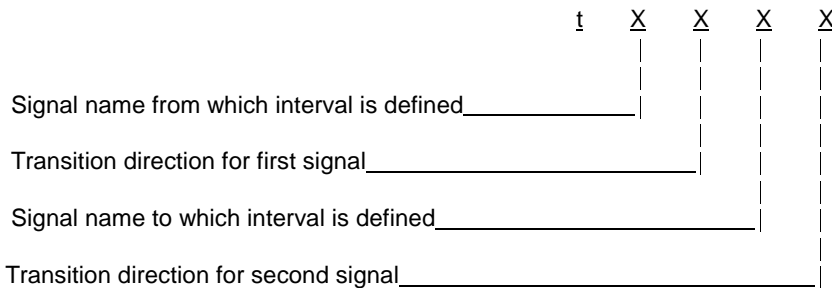 t X X X X
Signal name from which interval is defined
Transition direction for first signal
Signal name to which interval is defined
Transition direction for second signal